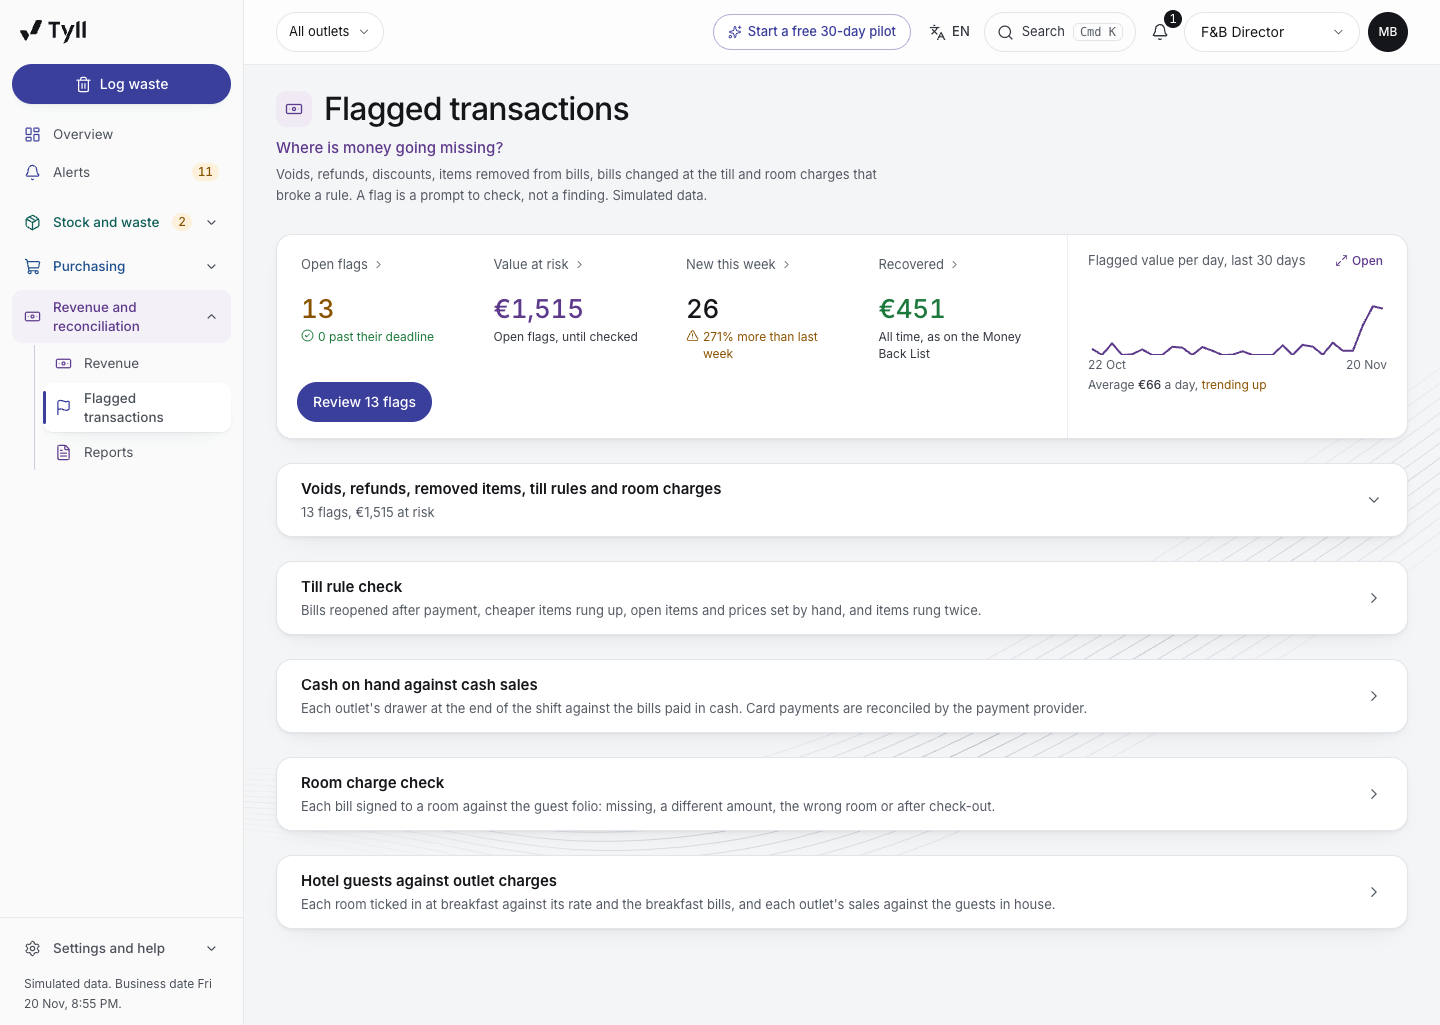 Tyll
Log waste
Overview
Alerts
11
Stock and waste
2
Purchasing
Revenue and
reconciliation
Revenue
Flagged
transactions
Reports
Settings and help
Simulated data. Business date Fri
20 Nov, 8:55 PM.
All outlets
Start a free 30-day pilot
EN
Search
Cmd K
1
F&B Director
MB
Flagged transactions
Where is money going missing?
Voids, refunds, discounts, items removed from bills, bills changed at the till and room charges that
broke a rule. A flag is a prompt to check, not a finding. Simulated data.
Open flags
13
0 past their deadline
Value at risk
€1,515
Open flags, until checked
New this week
26
271% more than last
week
Recovered
€451
All time, as on the Money
Back List
Review 13 flags
Flagged value per day, last 30 days
Open
22 Oct
20 Nov
Average €66 a day, trending up
Voids, refunds, removed items, till rules and room charges
13 flags, €1,515 at risk
Till rule check
Bills reopened after payment, cheaper items rung up, open items and prices set by hand, and items rung twice.
Cash on hand against cash sales
Each outlet's drawer at the end of the shift against the bills paid in cash. Card payments are reconciled by the payment provider.
Room charge check
Each bill signed to a room against the guest folio: missing, a different amount, the wrong room or after check-out.
Hotel guests against outlet charges
Each room ticked in at breakfast against its rate and the breakfast bills, and each outlet's sales against the guests in house.